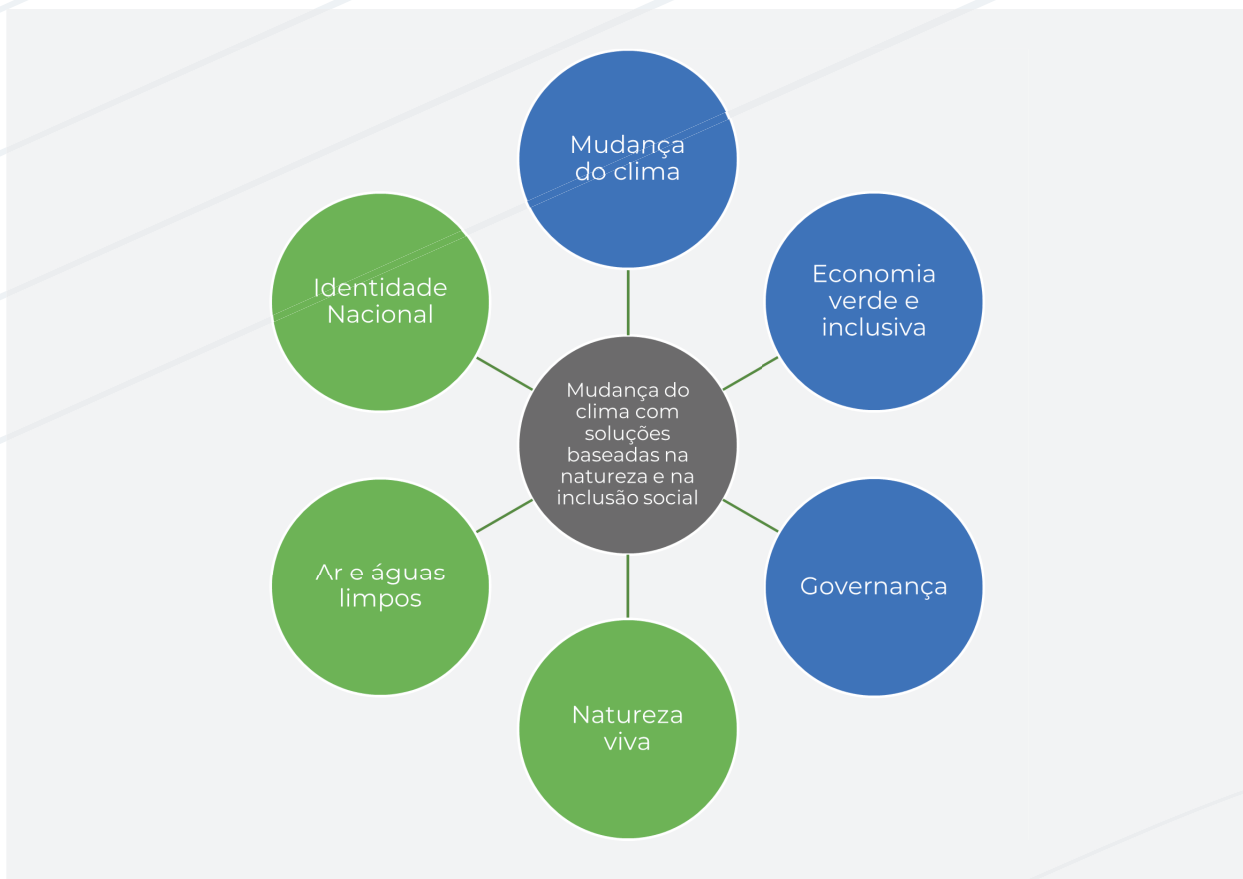 Mudança
do clima
Economia
verde e
inclusiva
Governança
Natureza
viva
Ar e águas
limpos
Identidade
Nacional
Mudança do
clima com
soluções
baseadas na
natureza e na
inclusão social